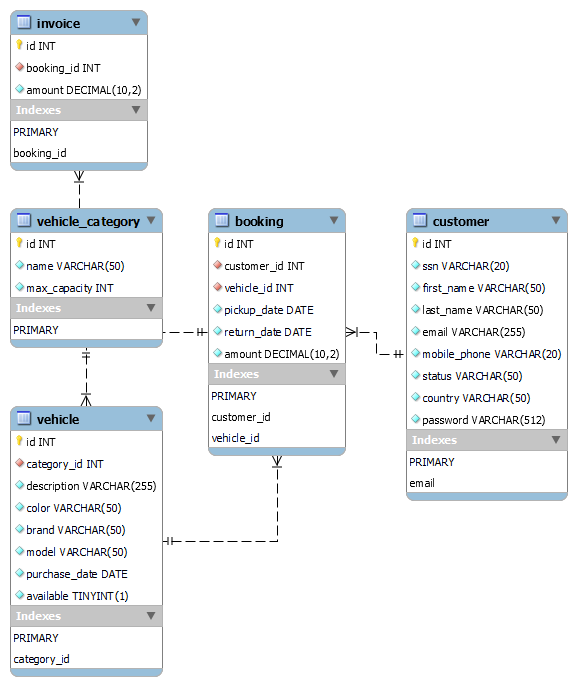 invoice
id INT
booking_id INT
amount DECIMAL(10,2)
Indexes
PRIMARY
booking_id
vehicle_category
id INT
name VARCHAR(50)
max_capacity INT
Indexes
PRIMARY
booking
id INT
customer_id INT
vehicle_id INT
pickup_date DATE
return_date DATE
amount DECIMAL(10,2)
Indexes
PRIMARY
customer_id
vehicle_id
customer
id INT
ssn VARCHAR(20)
first_name VARCHAR(50)
last_name VARCHAR(50)
email VARCHAR(255)
mobile_phone VARCHAR(20)
status VARCHAR(50)
country VARCHAR(50)
password VARCHAR(512)
Indexes
PRIMARY
email
vehicle
id INT
category_id INT
description VARCHAR(255)
color VARCHAR(50)
brand VARCHAR(50)
model VARCHAR(50)
purchase_date DATE
available TINYINT(1)
Indexes
PRIMARY
category_id